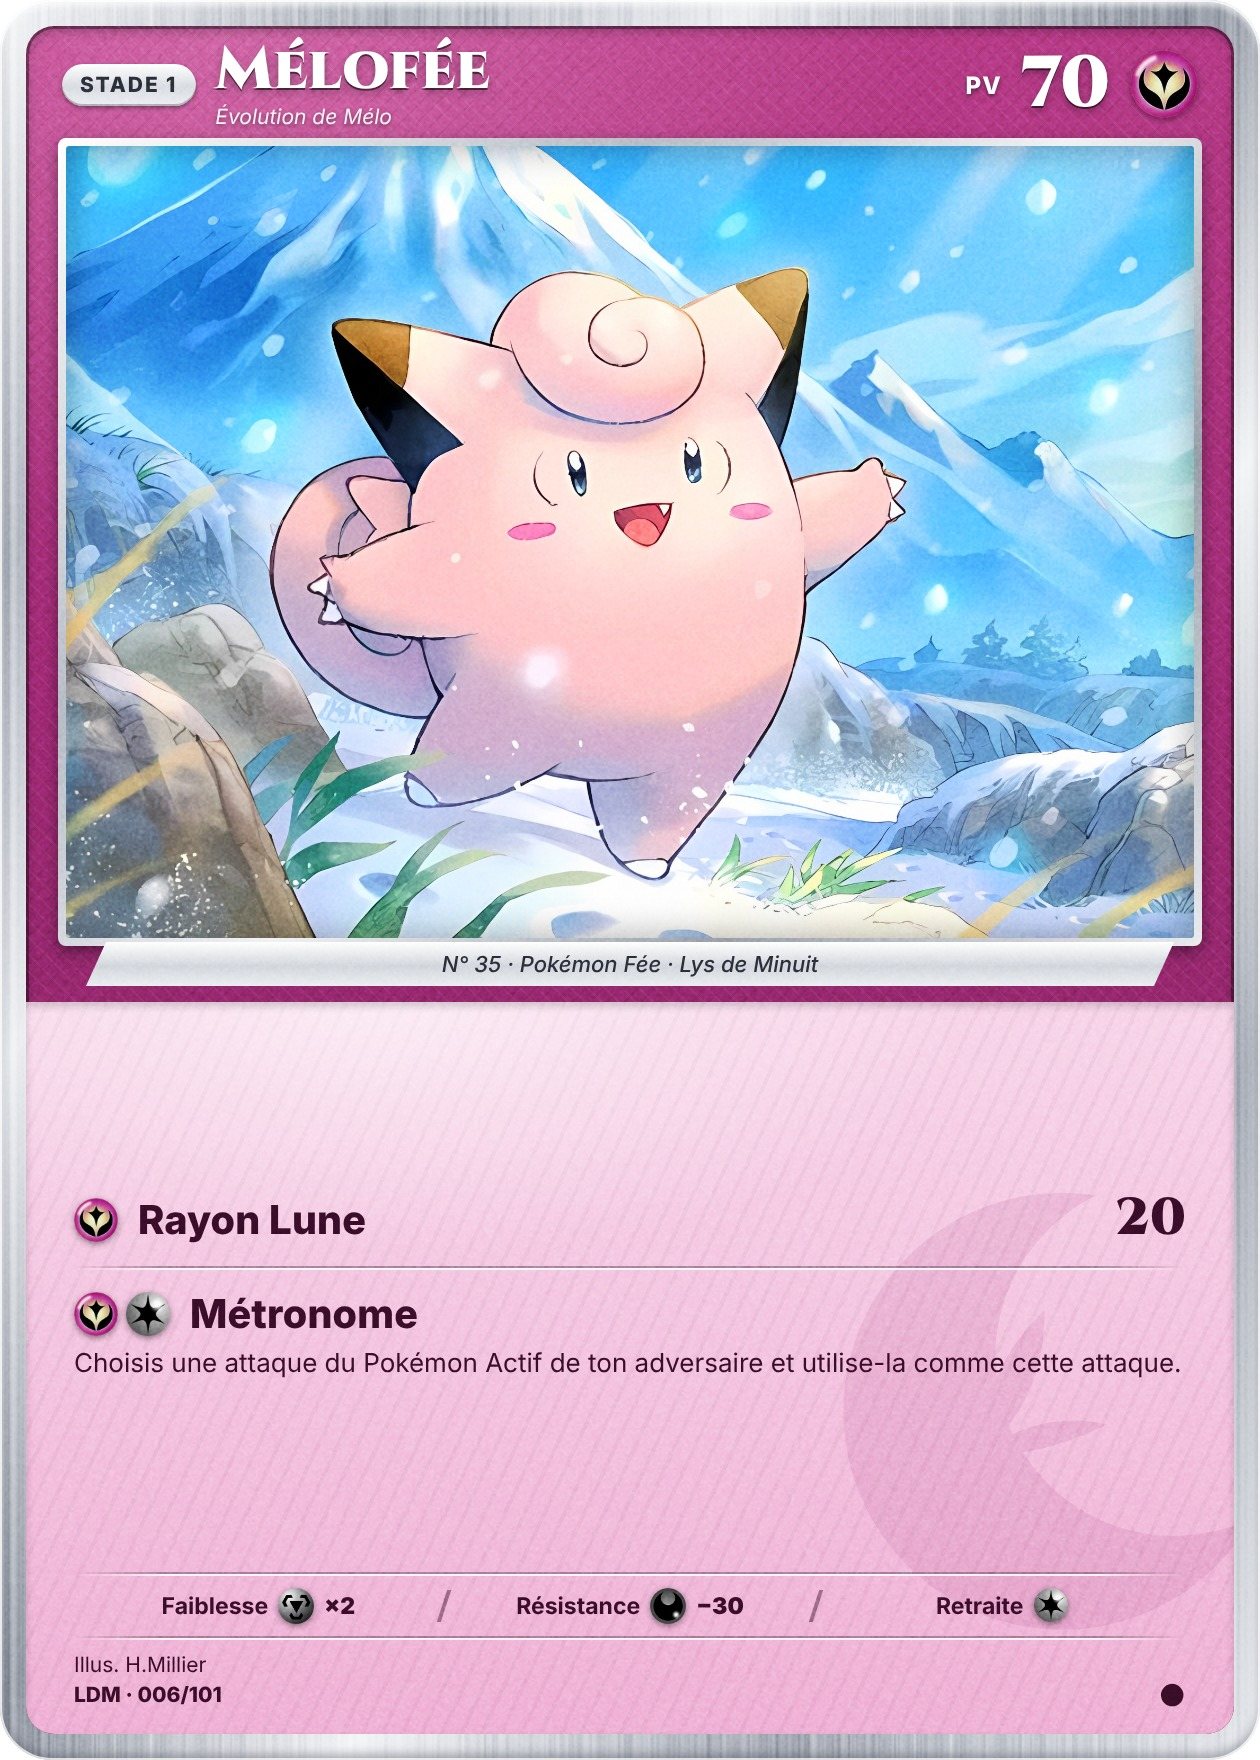 STADE 1
MÉLOFÉE
Évolution de Mélo
PV 70
N° 35 · Pokémon Fée · Lys de Minuit
Rayon Lune 20
Métronome
Choisis une attaque du Pokémon Actif de ton adversaire et utilise-la comme cette attaque.
Faiblesse ×2 / Résistance −30 / Retraite
Illus. H.Millier
LDM · 006/101